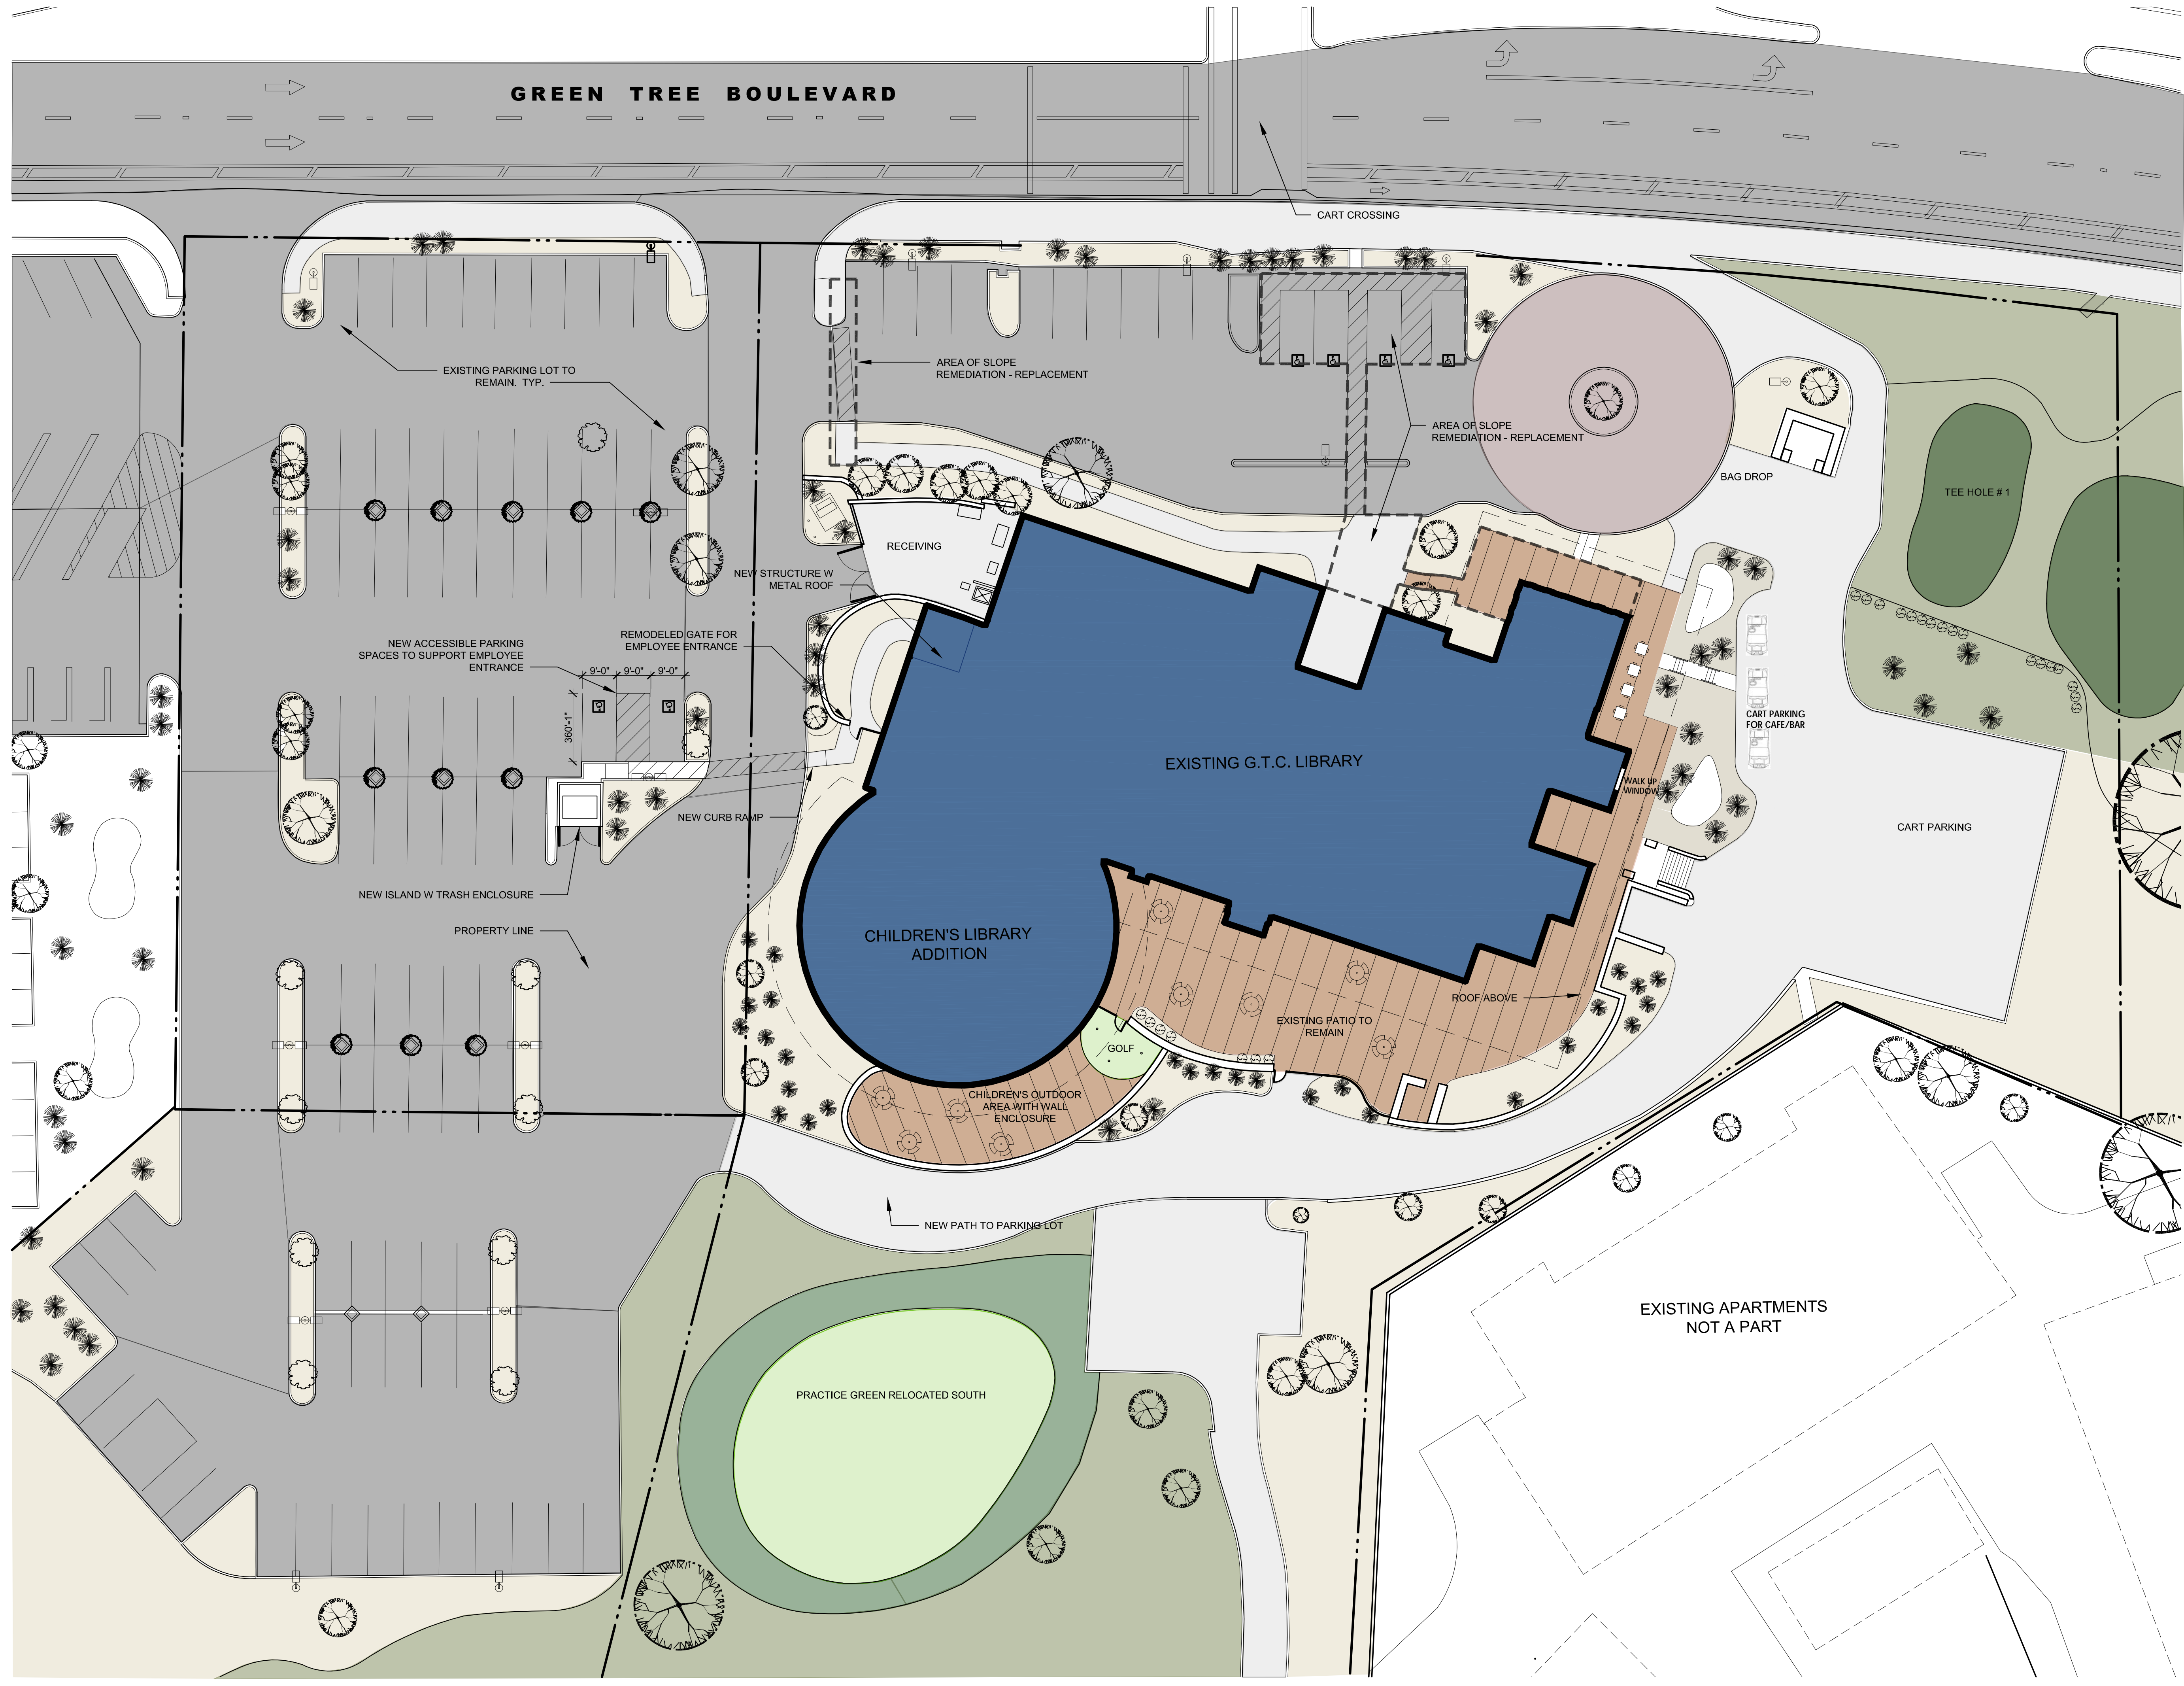 GREEN TREE BOULEVARD
CART CROSSING
EXISTING PARKING LOT TO
REMAIN. TYP.
AREA OF SLOPE
REMEDIATION - REPLACEMENT
AREA OF SLOPE
REMEDIATION - REPLACEMENT
BAG DROP
TEE HOLE # 1
RECEIVING
NEW STRUCTURE W
METAL ROOF
NEW ACCESSIBLE PARKING
SPACES TO SUPPORT EMPLOYEE
ENTRANCE
REMODELED GATE FOR
EMPLOYEE ENTRANCE
9'-0"
9'-0"
9'-0"
360'-1"
CART PARKING
FOR CAFE/BAR
EXISTING G.T.C. LIBRARY
WALK UP
WINDOW
NEW CURB RAMP
CART PARKING
NEW ISLAND W TRASH ENCLOSURE
PROPERTY LINE
CHILDREN'S LIBRARY
ADDITION
ROOF ABOVE
EXISTING PATIO TO
REMAIN
GOLF
CHILDREN'S OUTDOOR
AREA WITH WALL
ENCLOSURE
NEW PATH TO PARKING LOT
EXISTING APARTMENTS
NOT A PART
PRACTICE GREEN RELOCATED SOUTH